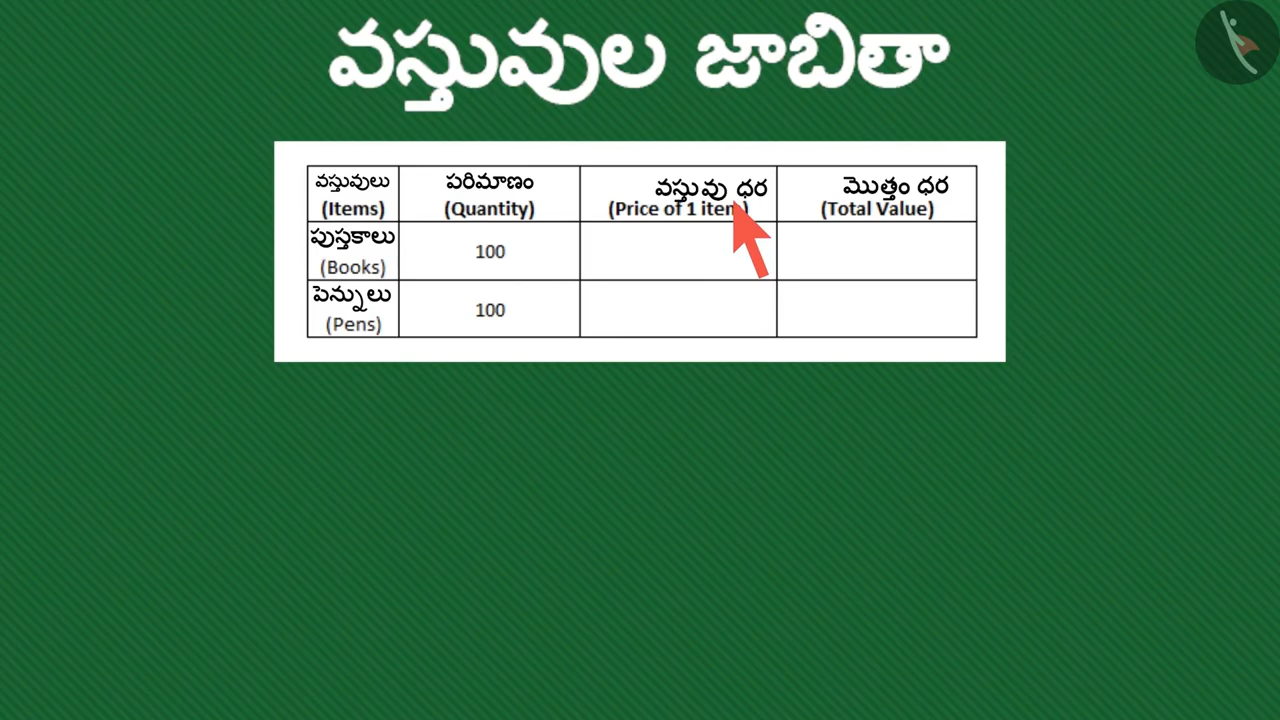 వస్తువుల జాబితా
వస్తువులు పరిమాణం వస్తువు ధర మొత్తం ధర
(Items) (Quantity) (Price of 1 item) (Total Value)
పుస్తకాలు
(Books) 100
పెన్నులు
(Pens) 100